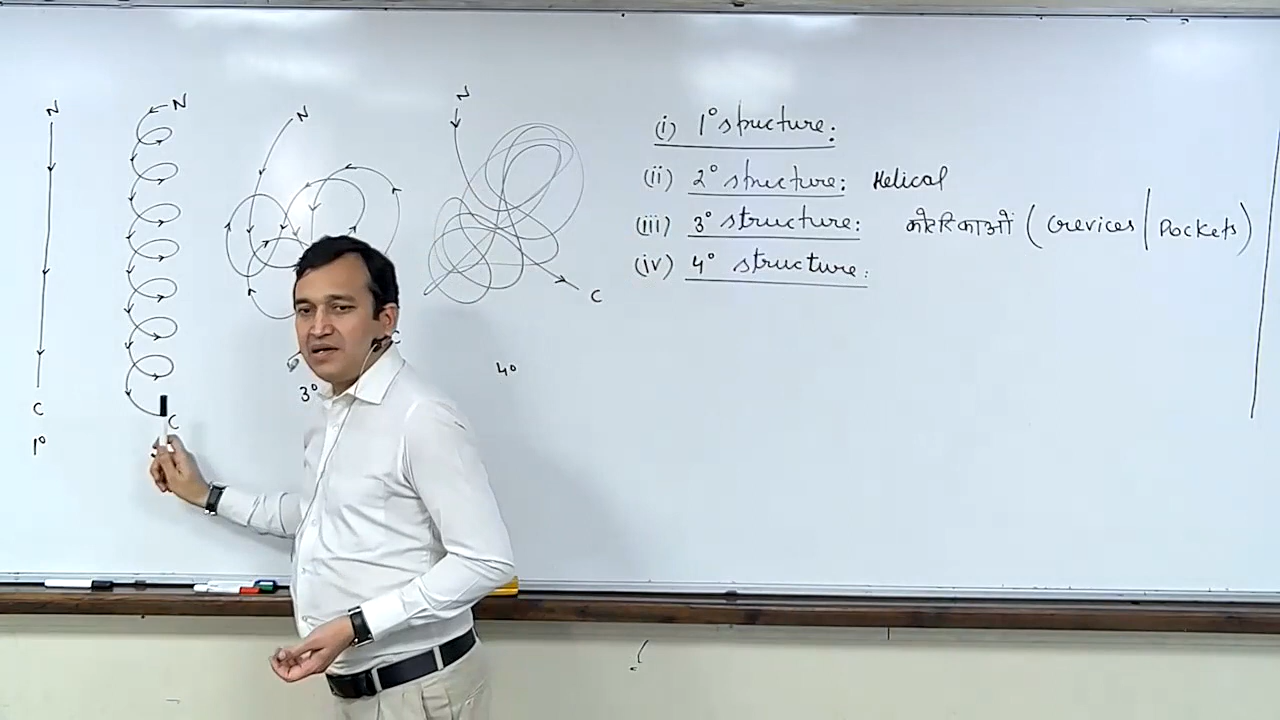 N
C
1°
N
C
N
C
3°
N
C
4°
(i) 1° structure:
(ii) 2° structure: Helical
(iii) 3° structure: कोटरिकाओं (Crevices/Pockets)
(iv) 4° structure: